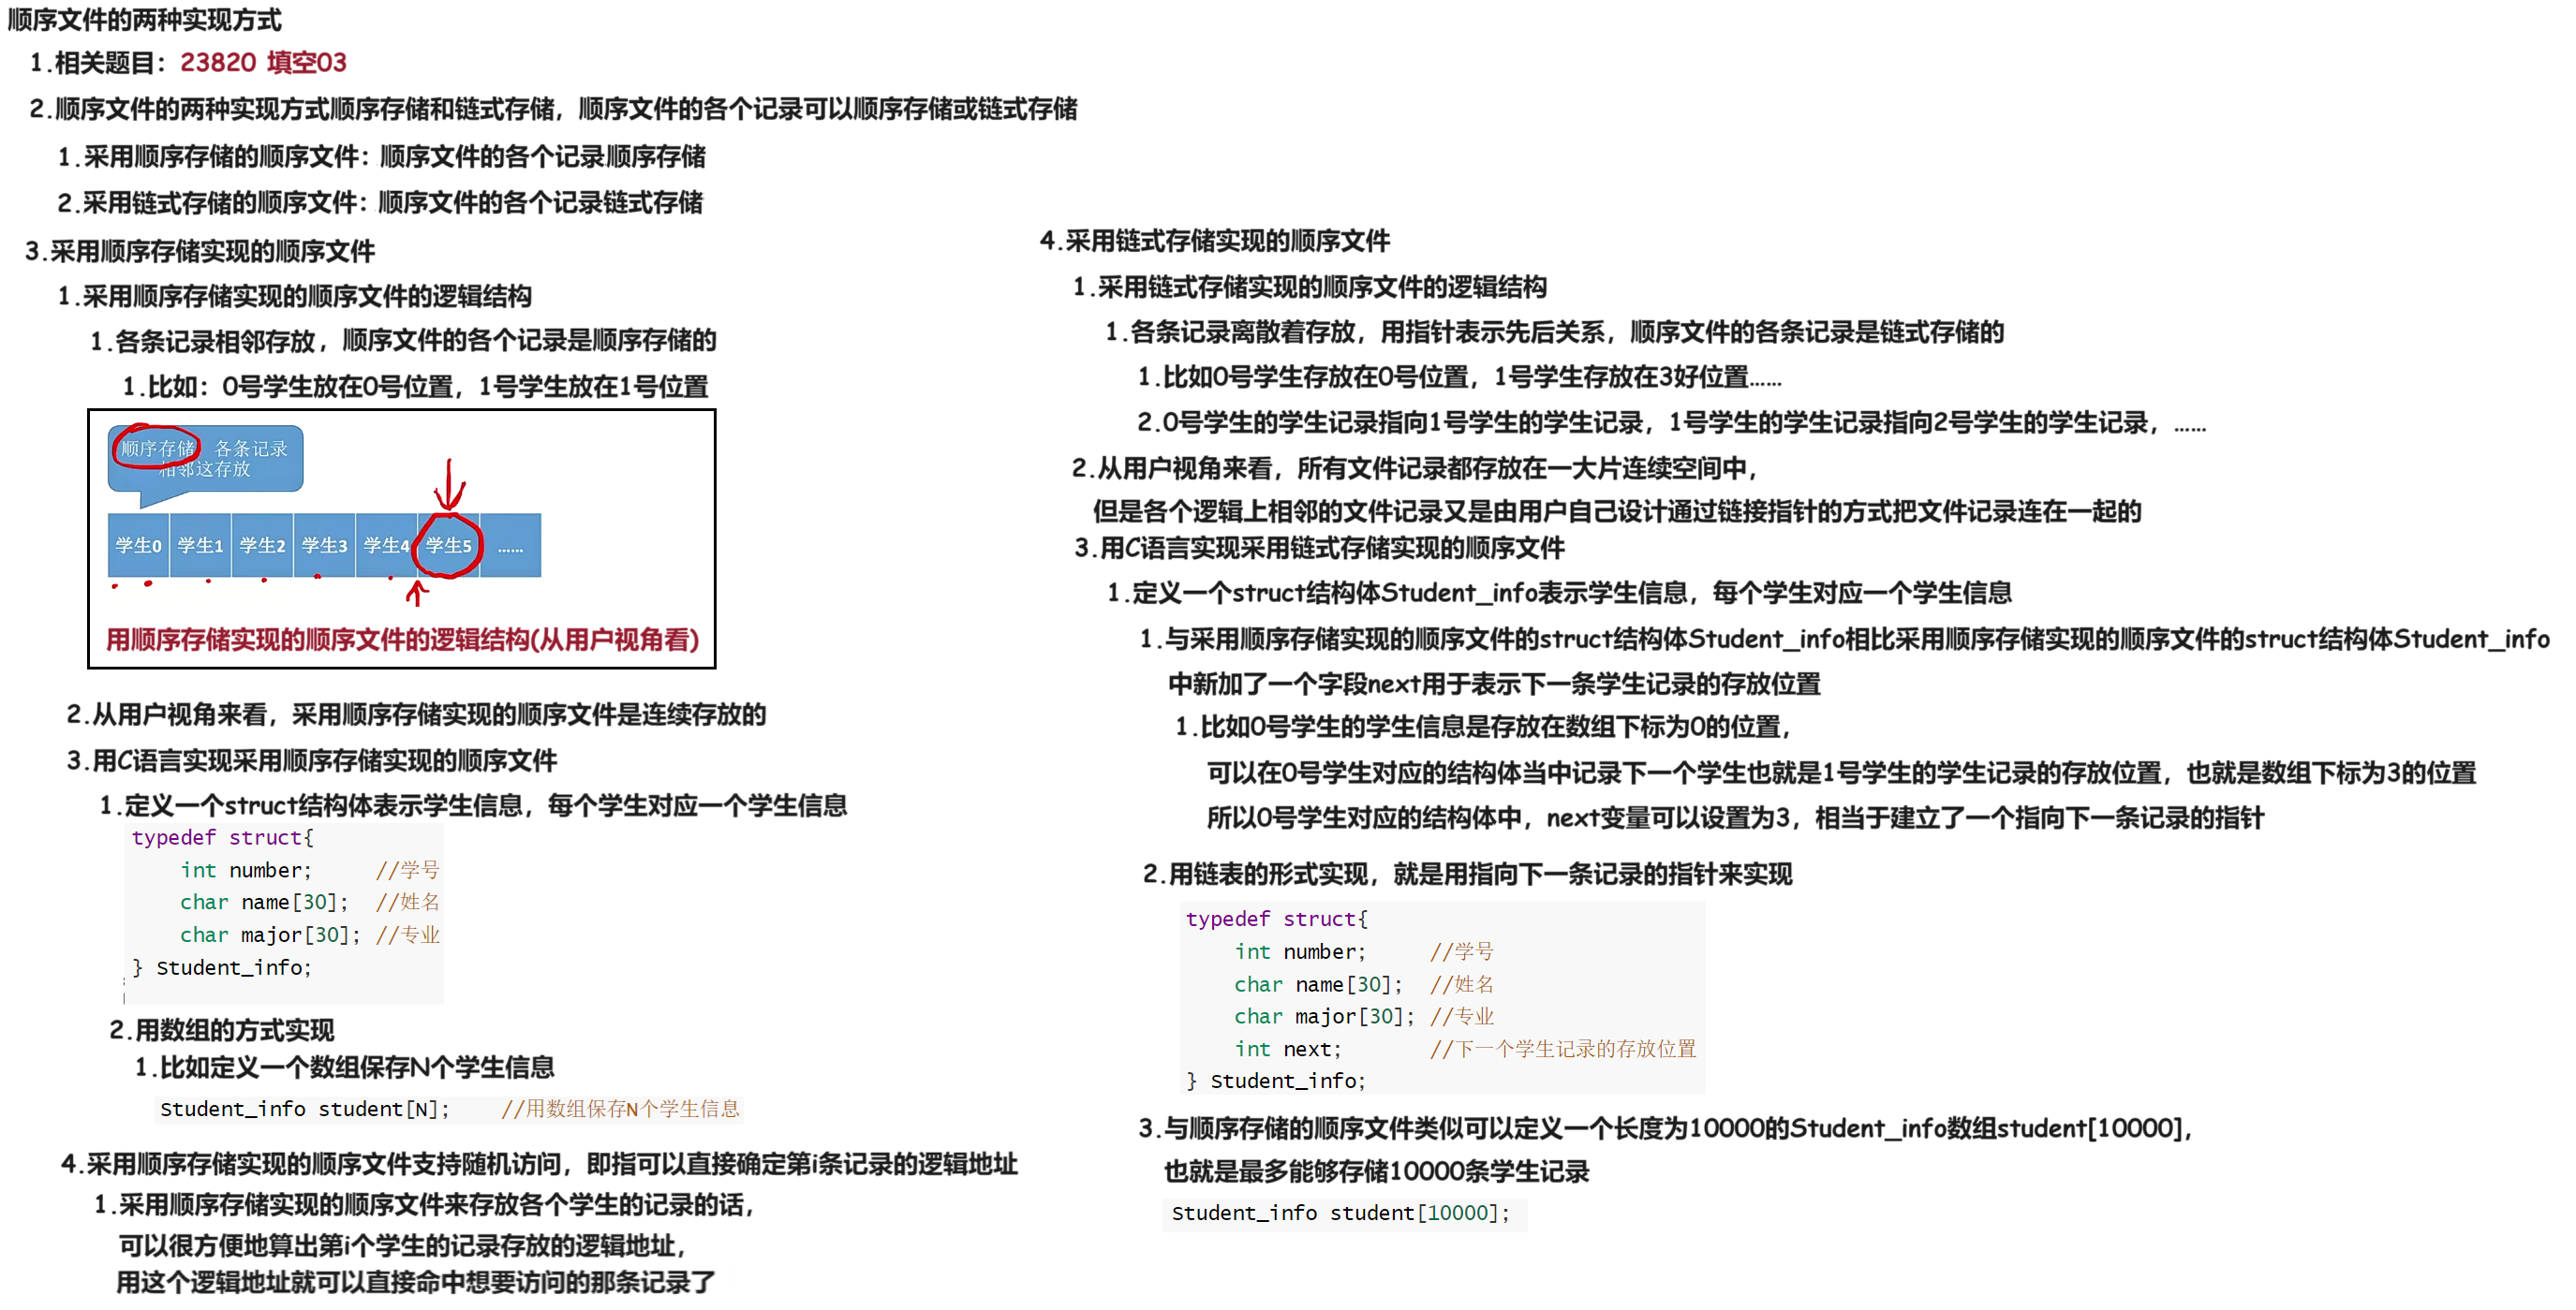 顺序文件的两种实现方式
1.相关题目：23820 填空03
2.顺序文件的两种实现方式顺序存储和链式存储，顺序文件的各个记录可以顺序存储或链式存储
1.采用顺序存储的顺序文件：顺序文件的各个记录顺序存储
2.采用链式存储的顺序文件：顺序文件的各个记录链式存储
3.采用顺序存储实现的顺序文件
1.采用顺序存储实现的顺序文件的逻辑结构
1.各条记录相邻存放，顺序文件的各个记录是顺序存储的
1.比如：0号学生放在0号位置，1号学生放在1号位置
顺序存储 各条记录
相邻这存放
学生0 学生1 学生2 学生3 学生4 学生5 ......
用顺序存储实现的顺序文件的逻辑结构(从用户视角看)
2.从用户视角来看，采用顺序存储实现的顺序文件是连续存放的
3.用C语言实现采用顺序存储实现的顺序文件
1.定义一个struct结构体表示学生信息，每个学生对应一个学生信息
typedef struct{
int number; //学号
char name[30]; //姓名
char major[30]; //专业
} Student_info;
2.用数组的方式实现
1.比如定义一个数组保存N个学生信息
Student_info student[N]; //用数组保存N个学生信息
4.采用顺序存储实现的顺序文件支持随机访问，即指可以直接确定第i条记录的逻辑地址
1.采用顺序存储实现的顺序文件来存放各个学生的记录的话，
可以很方便地算出第i个学生的记录存放的逻辑地址，
用这个逻辑地址就可以直接命中想要访问的那条记录了
4.采用链式存储实现的顺序文件
1.采用链式存储实现的顺序文件的逻辑结构
1.各条记录离散着存放，用指针表示先后关系，顺序文件的各条记录是链式存储的
1.比如0号学生存放在0号位置，1号学生存放在3好位置......
2.0号学生的学生记录指向1号学生的学生记录，1号学生的学生记录指向2号学生的学生记录，......
2.从用户视角来看，所有文件记录都存放在一大片连续空间中，
但是各个逻辑上相邻的文件记录又是由用户自己设计通过链接指针的方式把文件记录连在一起的
3.用C语言实现采用链式存储实现的顺序文件
1.定义一个struct结构体Student_info表示学生信息，每个学生对应一个学生信息
1.与采用顺序存储实现的顺序文件的struct结构体Student_info相比采用顺序存储实现的顺序文件的struct结构体Student_info
中新加了一个字段next用于表示下一条学生记录的存放位置
1.比如0号学生的学生信息是存放在数组下标为0的位置，
可以在0号学生对应的结构体当中记录下一个学生也就是1号学生的学生记录的存放位置，也就是数组下标为3的位置
所以0号学生对应的结构体中，next变量可以设置为3，相当于建立了一个指向下一条记录的指针
2.用链表的形式实现，就是用指向下一条记录的指针来实现
typedef struct{
int number; //学号
char name[30]; //姓名
char major[30]; //专业
int next; //下一个学生记录的存放位置
} Student_info;
3.与顺序存储的顺序文件类似可以定义一个长度为10000的Student_info数组student[10000]，
也就是最多能够存储10000条学生记录
Student_info student[10000];